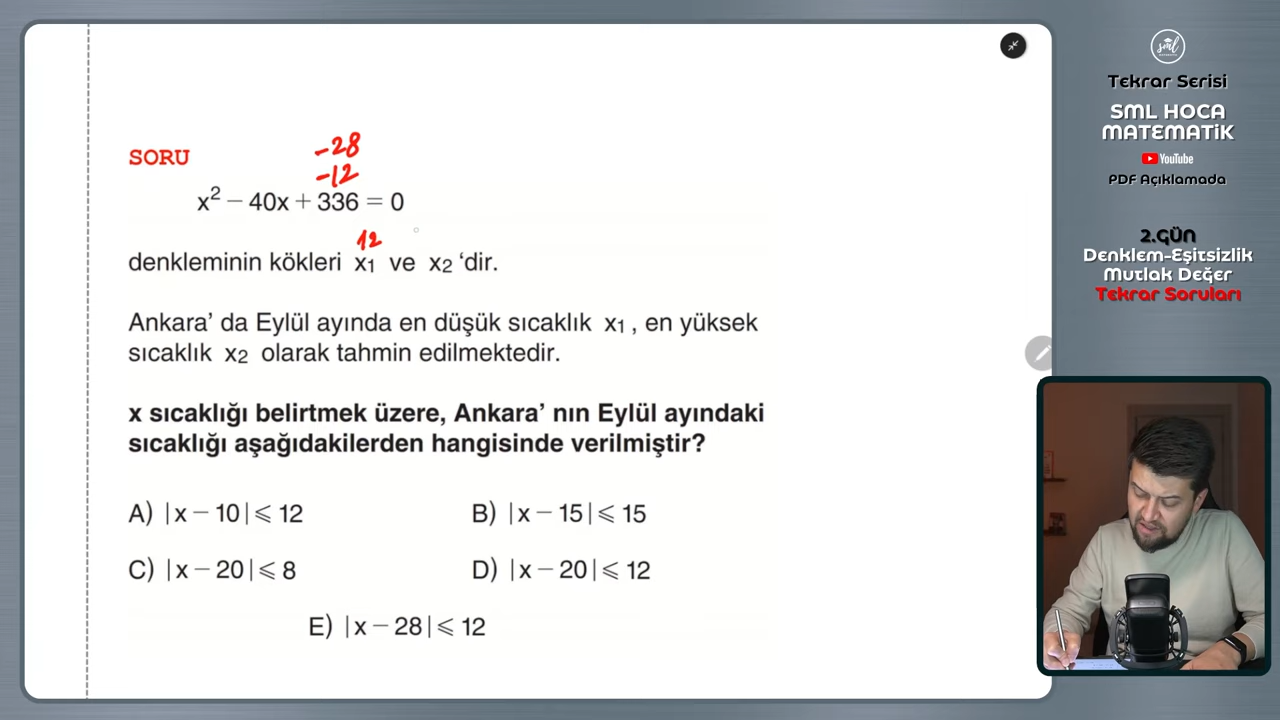 SORU
-28
-12
x² − 40x + 336 = 0
12
denkleminin kökleri x₁ ve x₂ 'dir.
Ankara' da Eylül ayında en düşük sıcaklık x₁ , en yüksek
sıcaklık x₂ olarak tahmin edilmektedir.
x sıcaklığı belirtmek üzere, Ankara' nın Eylül ayındaki
sıcaklığı aşağıdakilerden hangisinde verilmiştir?
A) |x − 10| ⩽ 12
B) |x − 15| ⩽ 15
C) |x − 20| ⩽ 8
D) |x − 20| ⩽ 12
E) |x − 28| ⩽ 12
sml
Tekrar Serisi
SML HOCA
MATEMATİK
YouTube
PDF Açıklamada
2.GÜN
Denklem-Eşitsizlik
Mutlak Değer
Tekrar Soruları